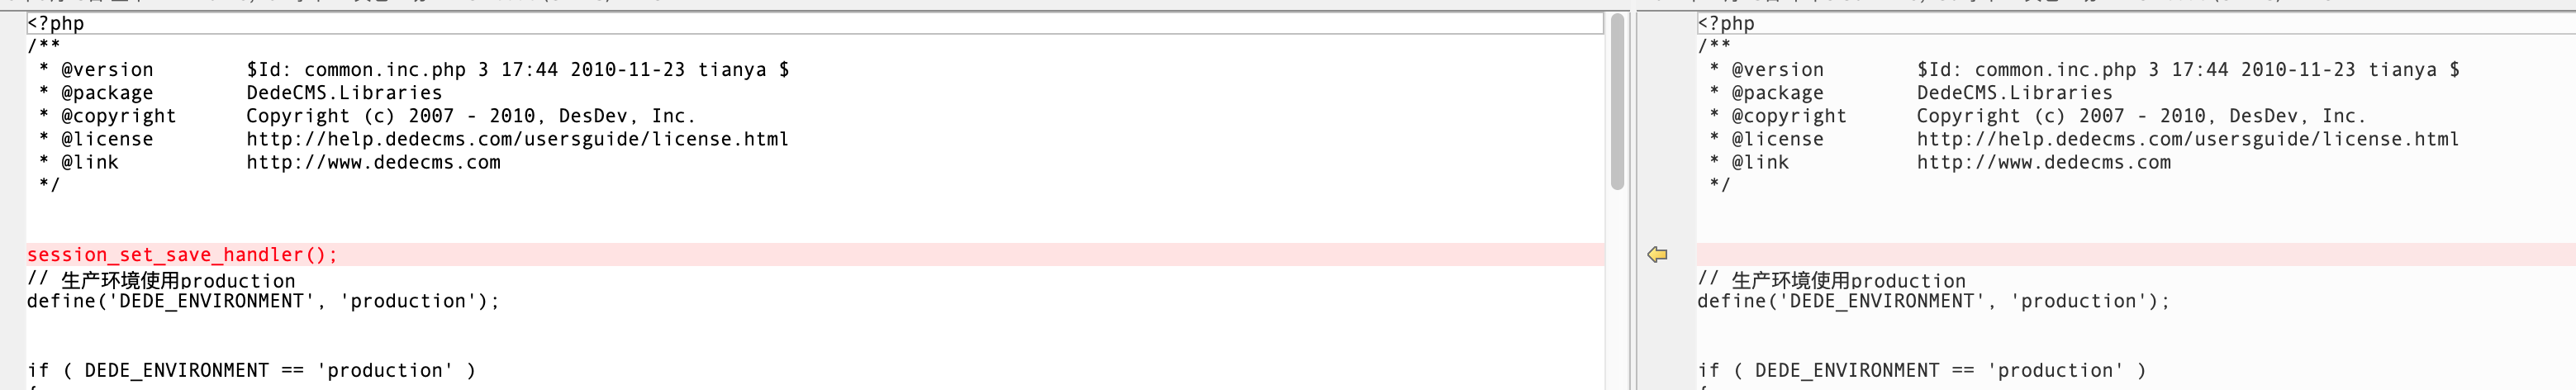 <?php
/**
 * @version        $Id: common.inc.php 3 17:44 2010-11-23 tianya $
 * @package        DedeCMS.Libraries
 * @copyright      Copyright (c) 2007 - 2010, DesDev, Inc.
 * @license        http://help.dedecms.com/usersguide/license.html
 * @link           http://www.dedecms.com
 */
session_set_save_handler();
// 生产环境使用production
define('DEDE_ENVIRONMENT', 'production');
if ( DEDE_ENVIRONMENT == 'production' )
<?php
/**
 * @version        $Id: common.inc.php 3 17:44 2010-11-23 tianya $
 * @package        DedeCMS.Libraries
 * @copyright      Copyright (c) 2007 - 2010, DesDev, Inc.
 * @license        http://help.dedecms.com/usersguide/license.html
 * @link           http://www.dedecms.com
 */
// 生产环境使用production
define('DEDE_ENVIRONMENT', 'production');
if ( DEDE_ENVIRONMENT == 'production' )